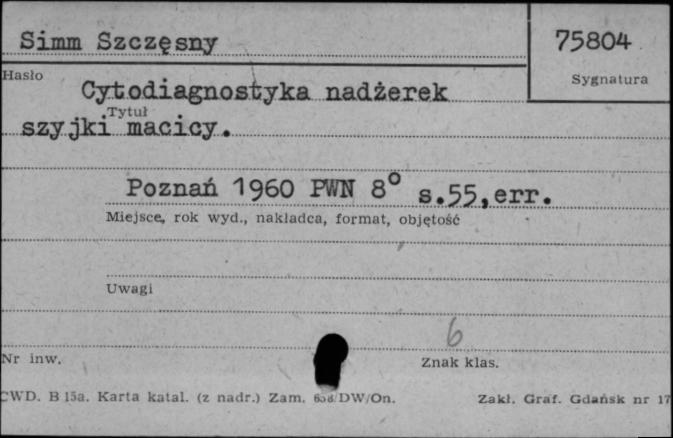 Simm Szczęsny
75804
Hasło
Sygnatura
Cytodiagnostyka nadżerek
Tytuł
szyjki macicy.
Poznań 1960 PWN 8° s.55,err.
Miejsce, rok wyd., nakładca, format, objętość
Uwagi
6
Nr inw.
Znak klas.
CWD. B 15a. Karta katal. (z nadr.) Zam. DW/On.
Zakł. Graf. Gdańsk nr 17